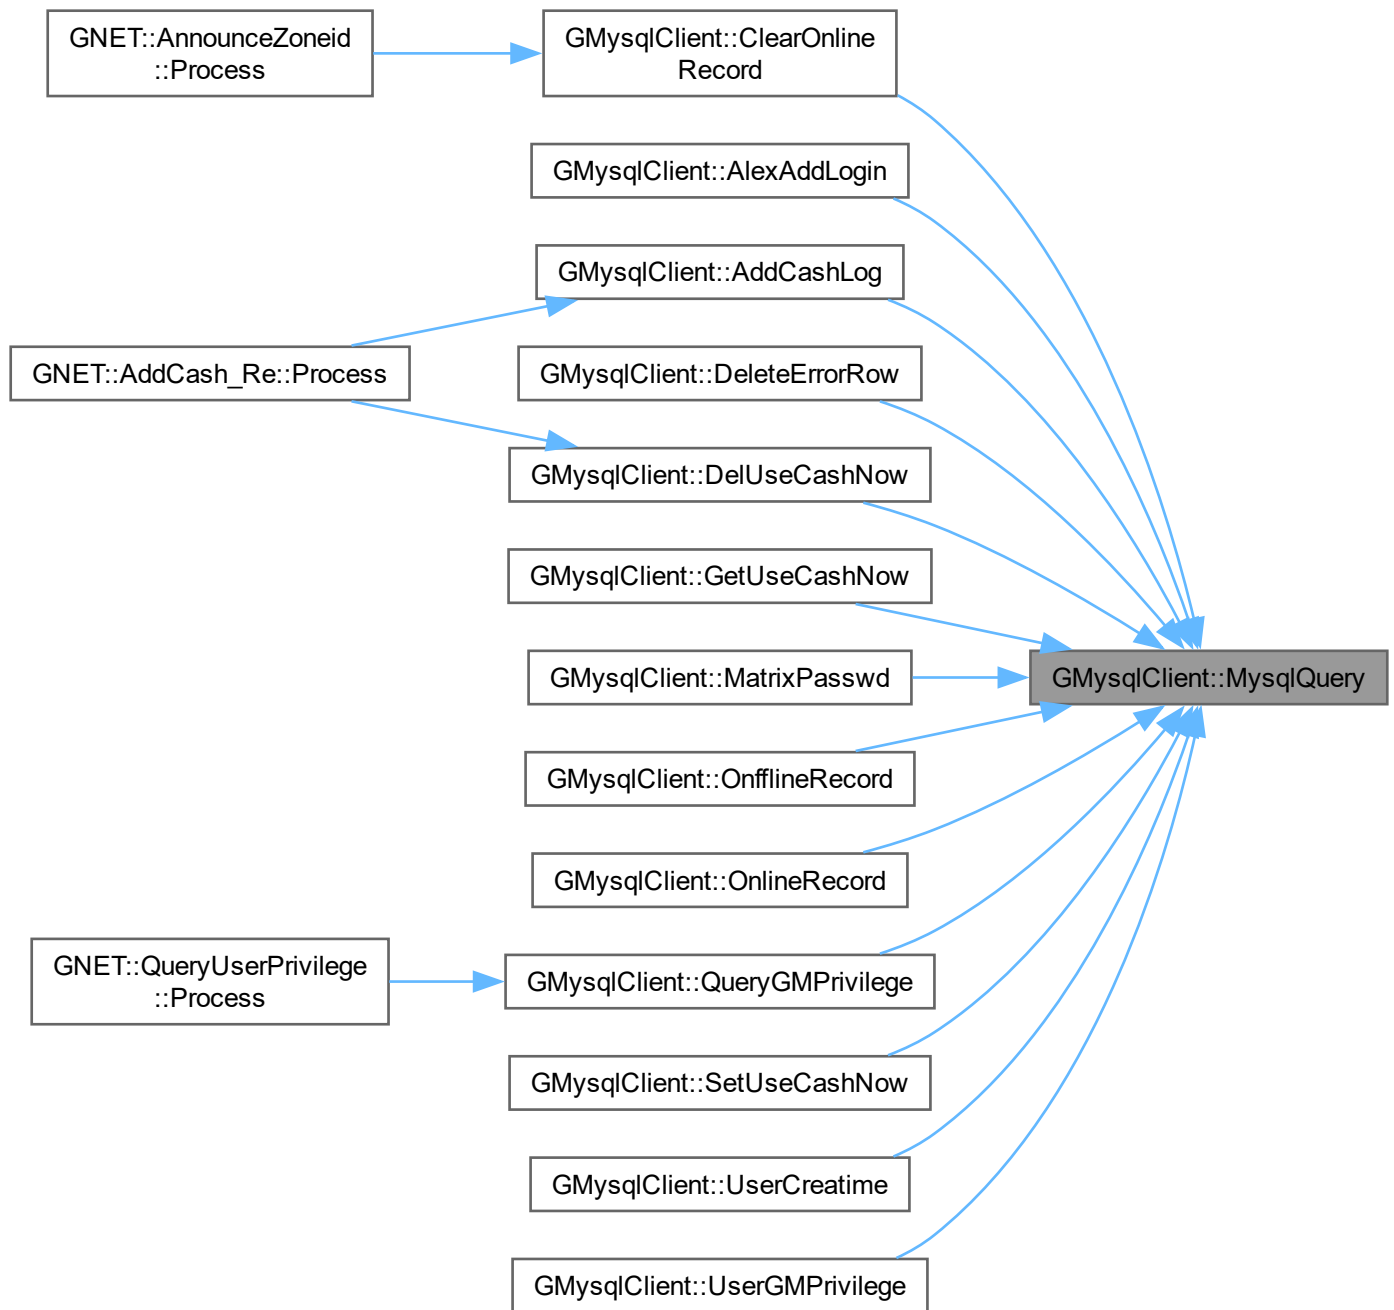 GNET::AnnounceZoneid
::Process
GMysqlClient::ClearOnline
Record
GMysqlClient::AlexAddLogin
GMysqlClient::AddCashLog
GNET::AddCash_Re::Process
GMysqlClient::DeleteErrorRow
GMysqlClient::DelUseCashNow
GMysqlClient::GetUseCashNow
GMysqlClient::MatrixPasswd
GMysqlClient::MysqlQuery
GMysqlClient::OnfflineRecord
GMysqlClient::OnlineRecord
GNET::QueryUserPrivilege
::Process
GMysqlClient::QueryGMPrivilege
GMysqlClient::SetUseCashNow
GMysqlClient::UserCreatime
GMysqlClient::UserGMPrivilege